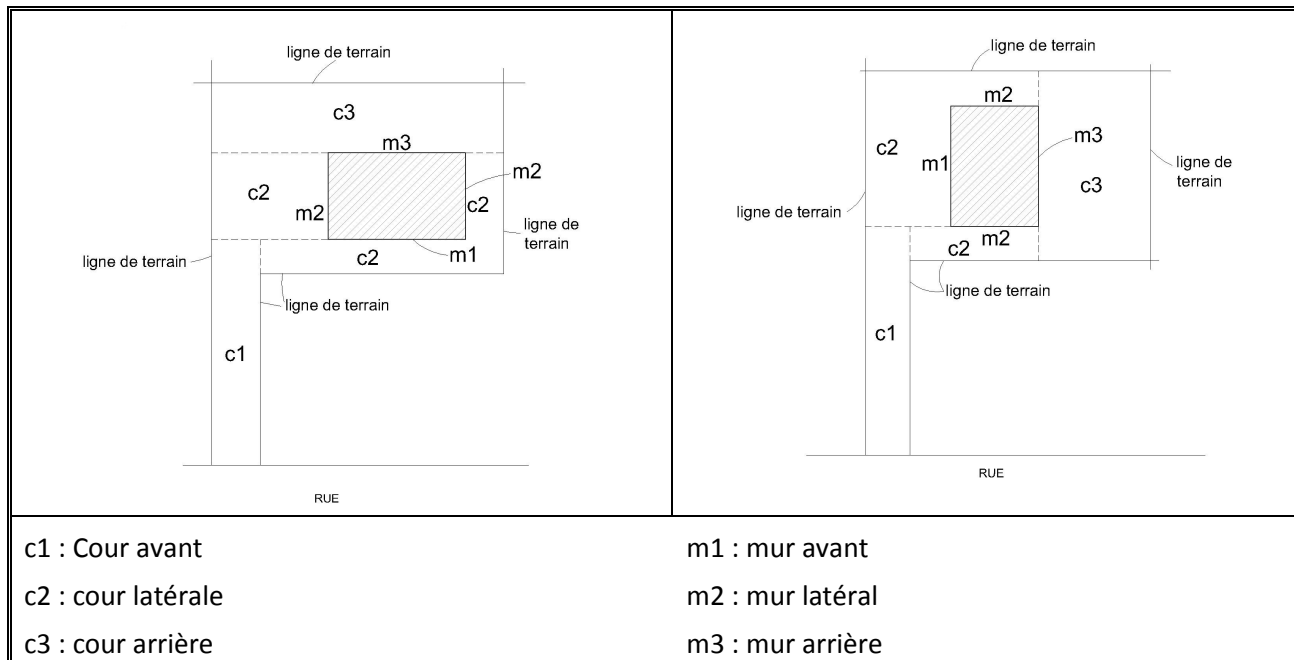 ligne de terrain
c3
m3
c2
m2
m2
c2
ligne de
terrain
m1
c2
ligne de terrain
ligne de terrain
c1
RUE
ligne de terrain
m2
c2
m1
m3
c3
ligne de
terrain
ligne de terrain
m2
c2
ligne de terrain
c1
RUE
c1 : Cour avant
c2 : cour latérale
c3 : cour arrière
m1 : mur avant
m2 : mur latéral
m3 : mur arrière